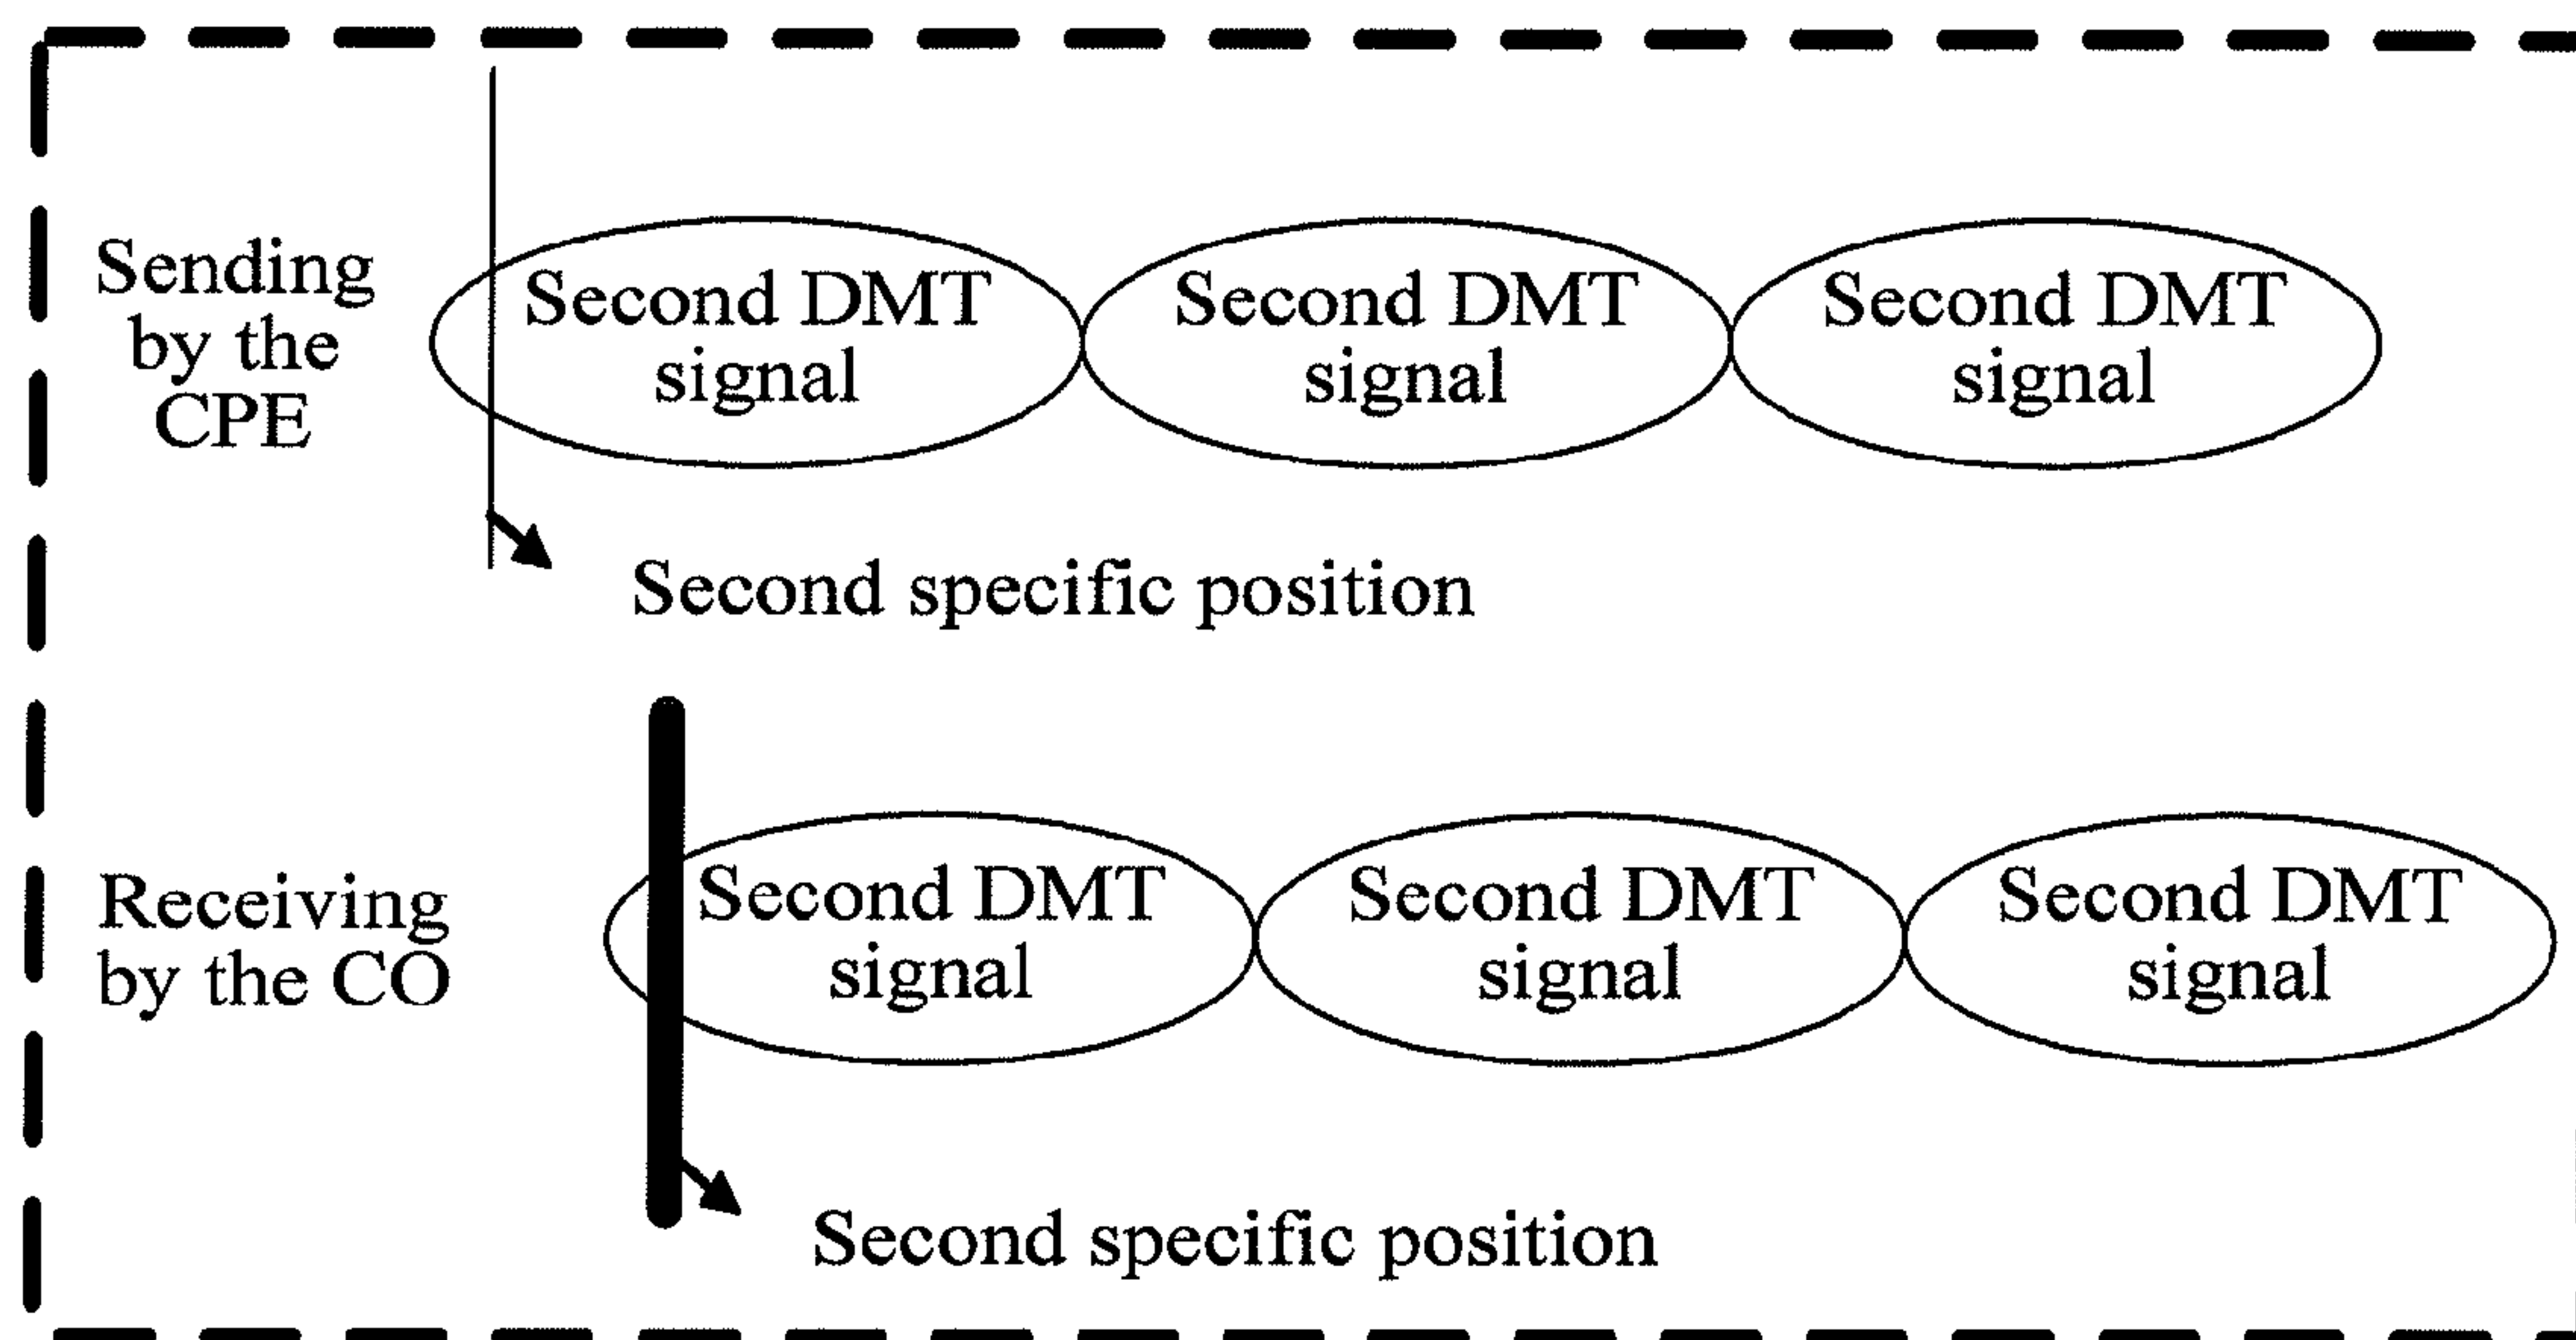 Sending
by the
CPE
Second DMT
signal
Second DMT
signal
Second DMT
signal
Second specific position
Receiving
by the CO
Second DMT
signal
Second DMT
signal
Second DMT
signal
Second specific position